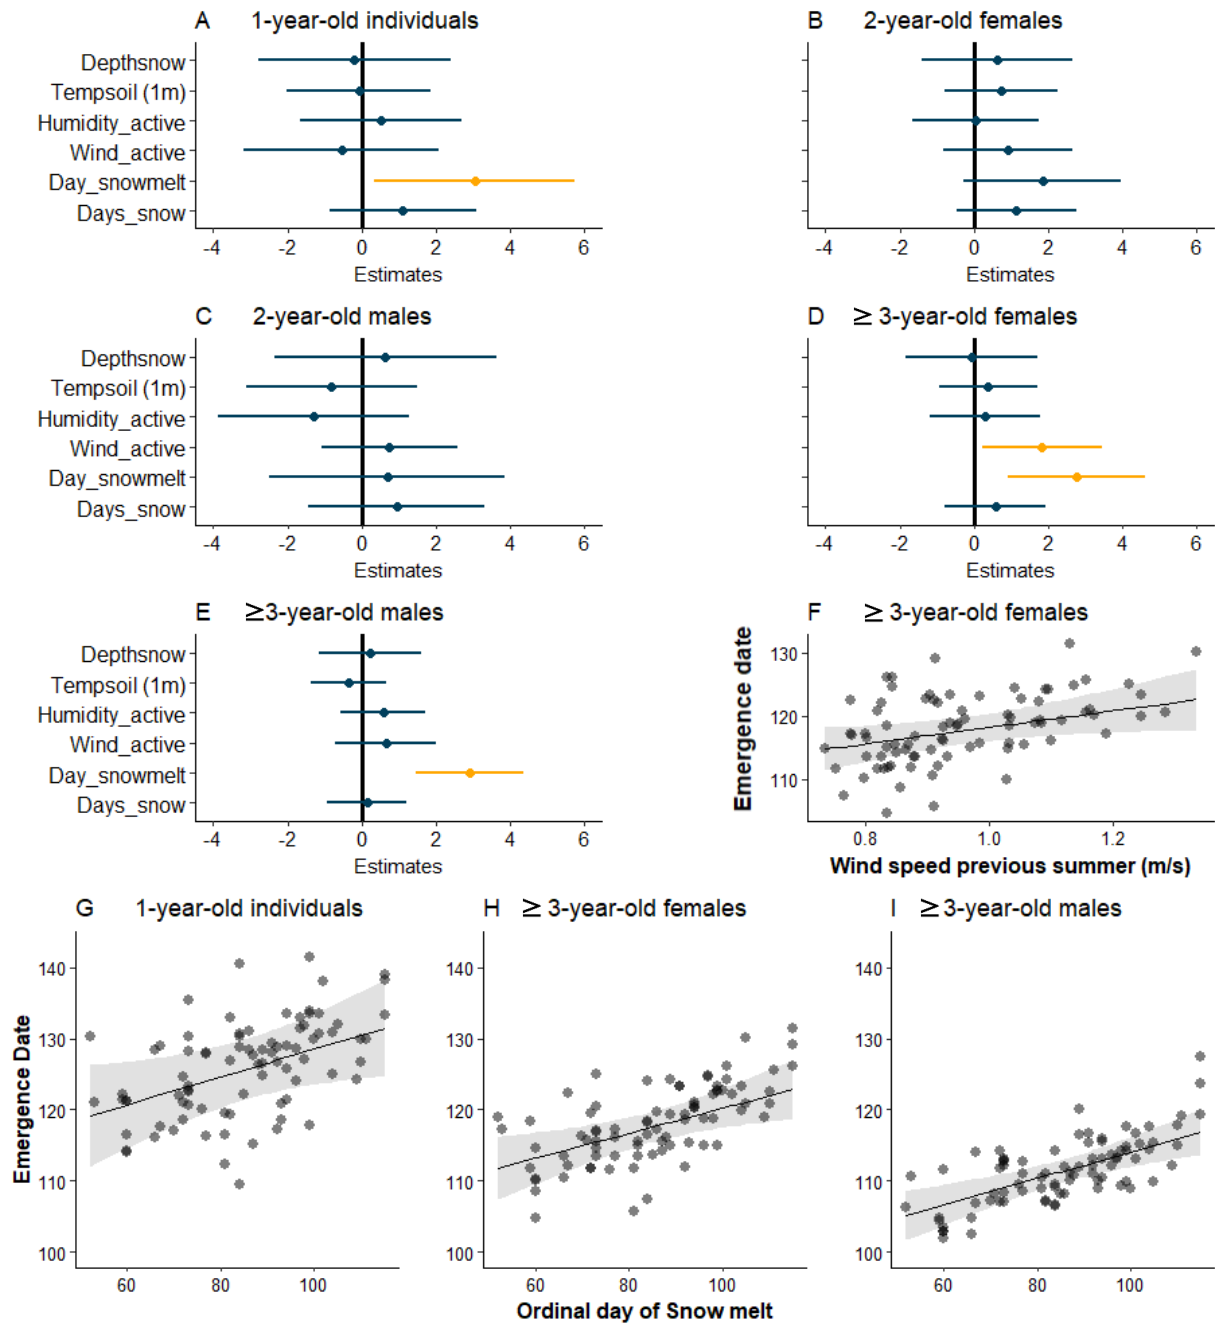 A 1-year-old individuals
Depthsnow
Tempsoil (1m)
Humidity_active
Wind_active
Day_snowmelt
Days_snow
-4 -2 0 2 4 6
Estimates
B 2-year-old females
-4 -2 0 2 4 6
Estimates
C 2-year-old males
Depthsnow
Tempsoil (1m)
Humidity_active
Wind_active
Day_snowmelt
Days_snow
-4 -2 0 2 4 6
Estimates
D ≥ 3-year-old females
-4 -2 0 2 4 6
Estimates
E ≥3-year-old males
Depthsnow
Tempsoil (1m)
Humidity_active
Wind_active
Day_snowmelt
Days_snow
-4 -2 0 2 4 6
Estimates
F ≥ 3-year-old females
Emergence date
130
120
110
0.8 1.0 1.2
Wind speed previous summer (m/s)
G 1-year-old individuals
Emergence Date
140
130
120
110
100
60 80 100
H ≥ 3-year-old females
140
130
120
110
100
60 80 100
I ≥ 3-year-old males
140
130
120
110
100
60 80 100
Ordinal day of Snow melt